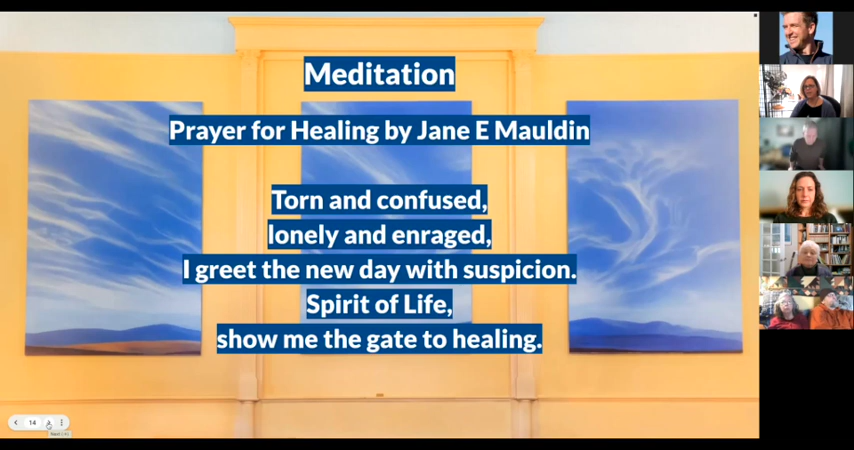 Meditation
Prayer for Healing by Jane E Mauldin
Torn and confused,
lonely and enraged,
I greet the new day with suspicion.
Spirit of Life,
show me the gate to healing.
14